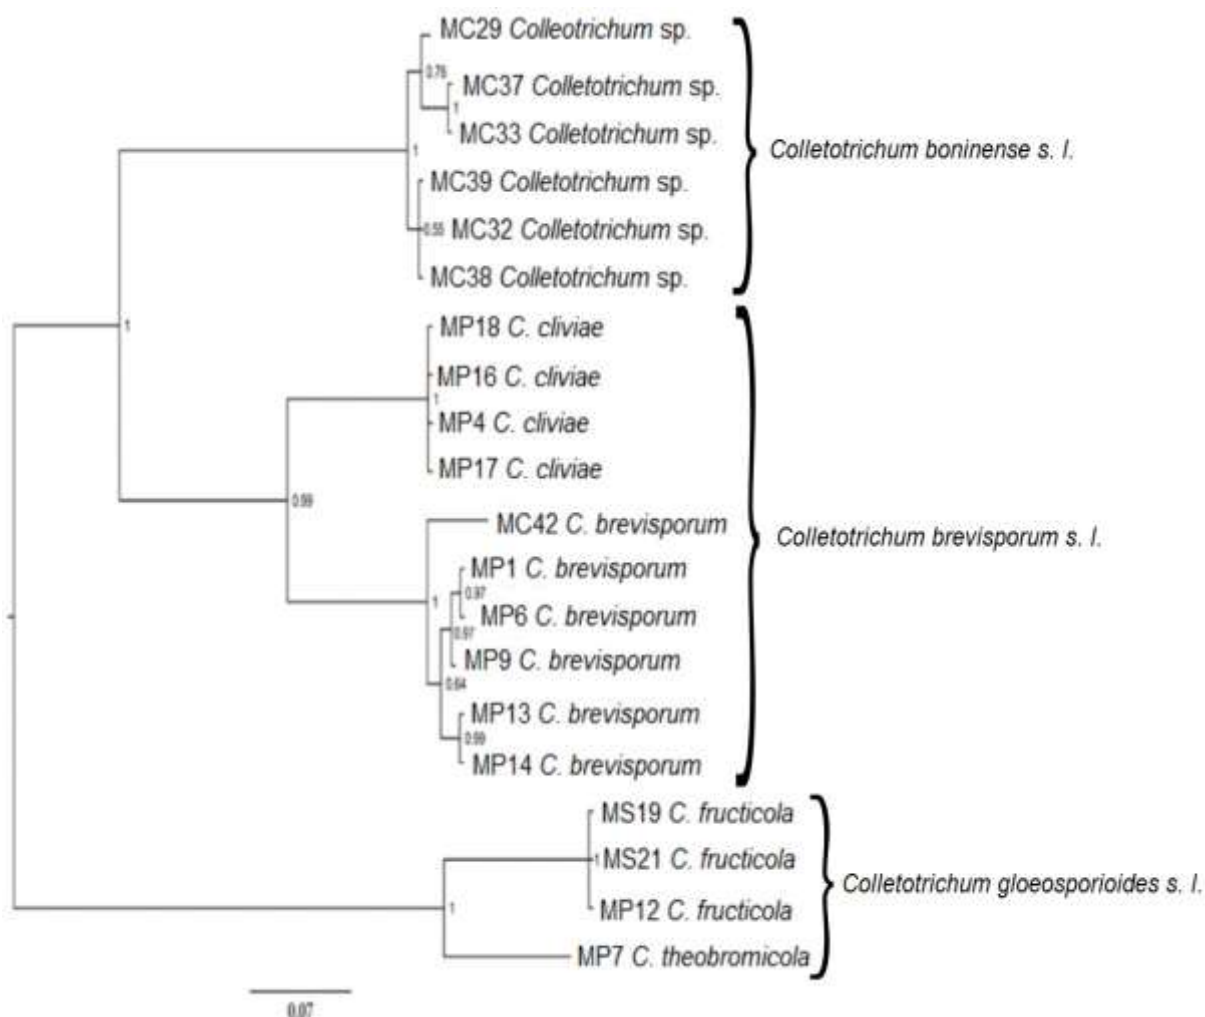 MC29 Colleotrichum sp.
0.76
MC37 Colletotrichum sp.
1
MC33 Colletotrichum sp.
1
Colletotrichum boninense s. l.
MC39 Colletotrichum sp.
0.55
MC32 Colletotrichum sp.
MC38 Colletotrichum sp.
1
MP18 C. cliviae
MP16 C. cliviae
1
MP4 C. cliviae
MP17 C. cliviae
0.99
MC42 C. brevisporum
Colletotrichum brevisporum s. l.
MP1 C. brevisporum
0.97
1
MP6 C. brevisporum
0.97
MP9 C. brevisporum
0.64
MP13 C. brevisporum
0.99
MP14 C. brevisporum
MS19 C. fructicola
1
MS21 C. fructicola
Colletotrichum gloeosporioides s. l.
1
MP12 C. fructicola
MP7 C. theobromicola
0.07